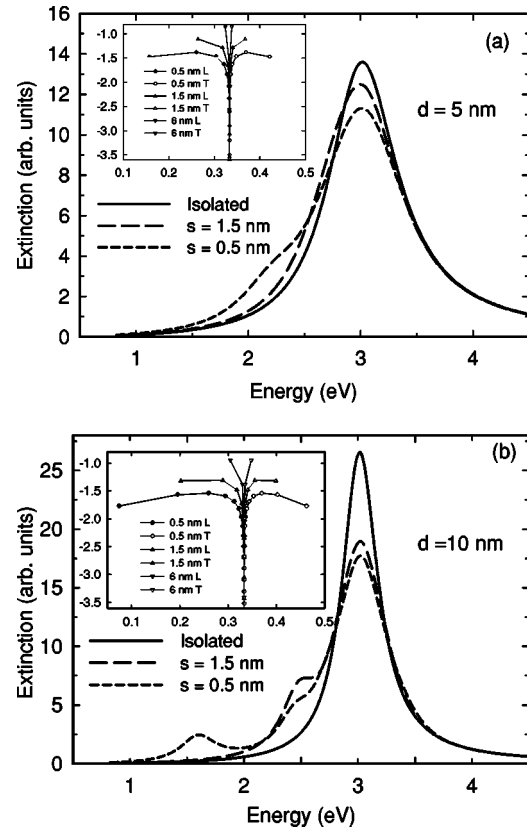 16
14
12
10
8
6
4
2
0
Extinction (arb. units)
(a)
d = 5 nm
-1.0
-1.5
-2.0
-2.5
-3.0
-3.5
0.5 nm L
0.5 nm T
1.5 nm L
1.5 nm T
6 nm L
6 nm T
0.1 0.2 0.3 0.4 0.5
Isolated
s = 1.5 nm
s = 0.5 nm
1 2 3 4
Energy (eV)
25
20
15
10
5
0
Extinction (arb. units)
(b)
d = 10 nm
-1.0
-1.5
-2.0
-2.5
-3.0
-3.5
0.5 nm L
0.5 nm T
1.5 nm L
1.5 nm T
6 nm L
6 nm T
0.1 0.2 0.3 0.4 0.5
Isolated
s = 1.5 nm
s = 0.5 nm
1 2 3 4
Energy (eV)